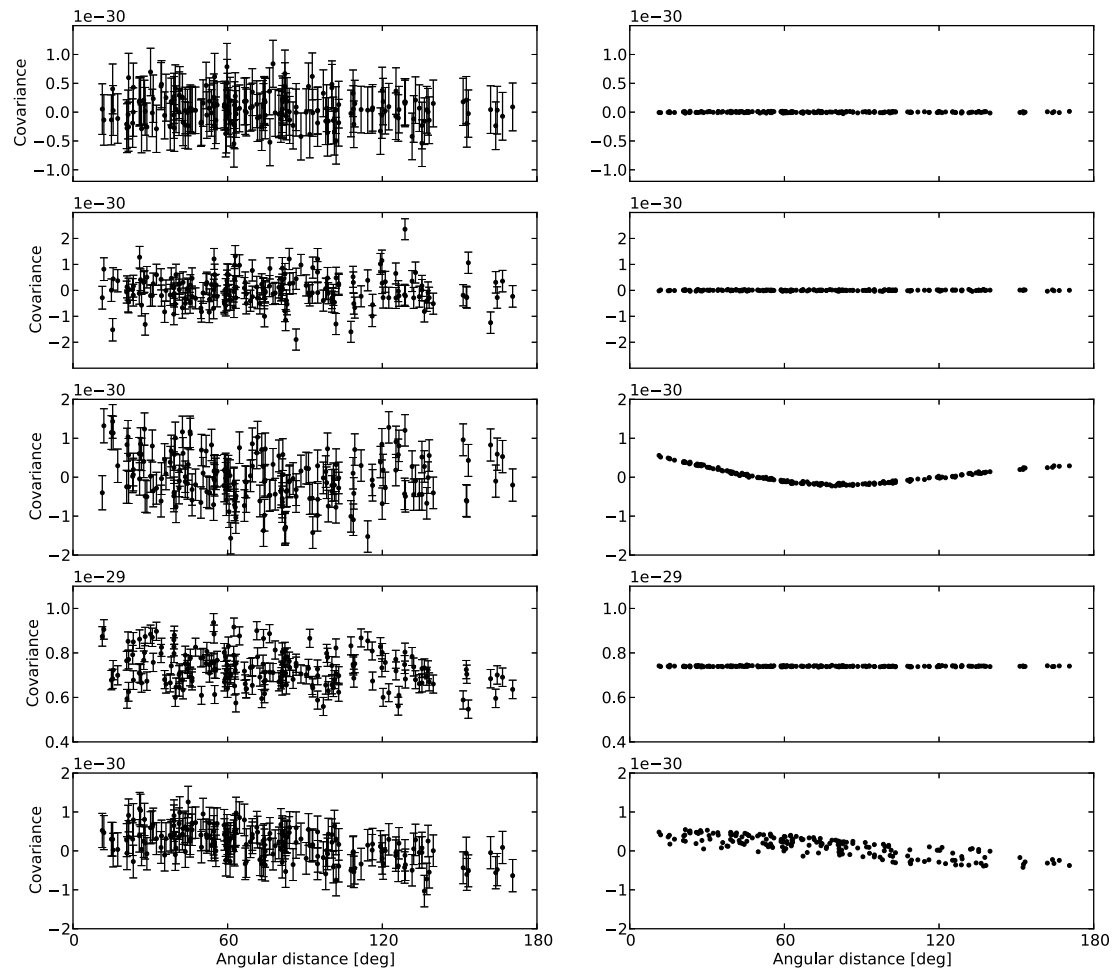 1e−30 1e−30
1.0 1.0
0.5 0.5
0.0 0.0
−0.5 −0.5
−1.0 −1.0
Covariance
1e−30 1e−30
2 2
1 1
0 0
−1 −1
−2 −2
Covariance
1e−30 1e−30
2 2
1 1
0 0
−1 −1
−2 −2
Covariance
1e−29 1e−29
1.0 1.0
0.8 0.8
0.6 0.6
0.4 0.4
Covariance
1e−30 1e−30
2 2
1 1
0 0
−1 −1
−2 −2
Covariance
0 60 120 180 0 60 120 180
Angular distance [deg] Angular distance [deg]